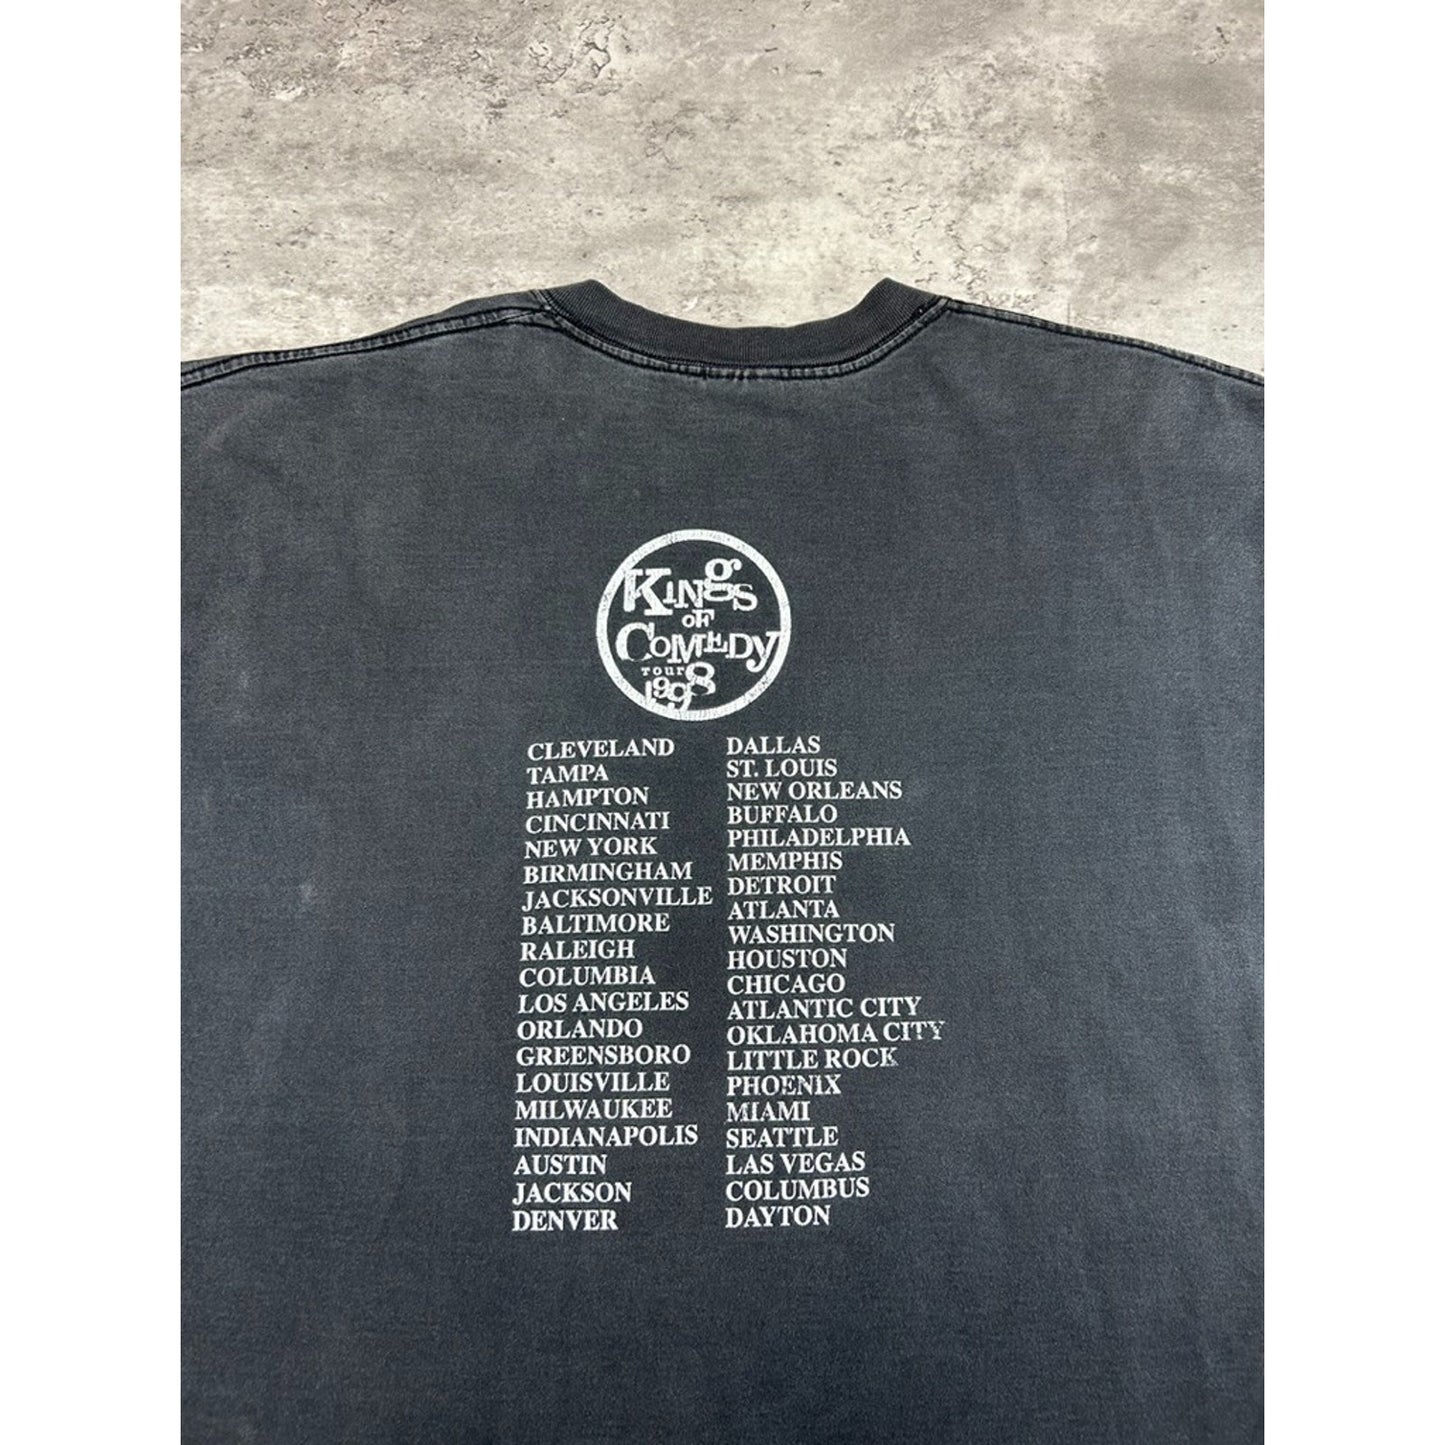 KINgS
OF
COMEDY
TOUR
1998
CLEVELAND
TAMPA
HAMPTON
CINCINNATI
NEW YORK
BIRMINGHAM
JACKSONVILLE
BALTIMORE
RALEIGH
COLUMBIA
LOS ANGELES
ORLANDO
GREENSBORO
LOUISVILLE
MILWAUKEE
INDIANAPOLIS
AUSTIN
JACKSON
DENVER
DALLAS
ST. LOUIS
NEW ORLEANS
BUFFALO
PHILADELPHIA
MEMPHIS
DETROIT
ATLANTA
WASHINGTON
HOUSTON
CHICAGO
ATLANTIC CITY
OKLAHOMA CITY
LITTLE ROCK
PHOENIX
MIAMI
SEATTLE
LAS VEGAS
COLUMBUS
DAYTON